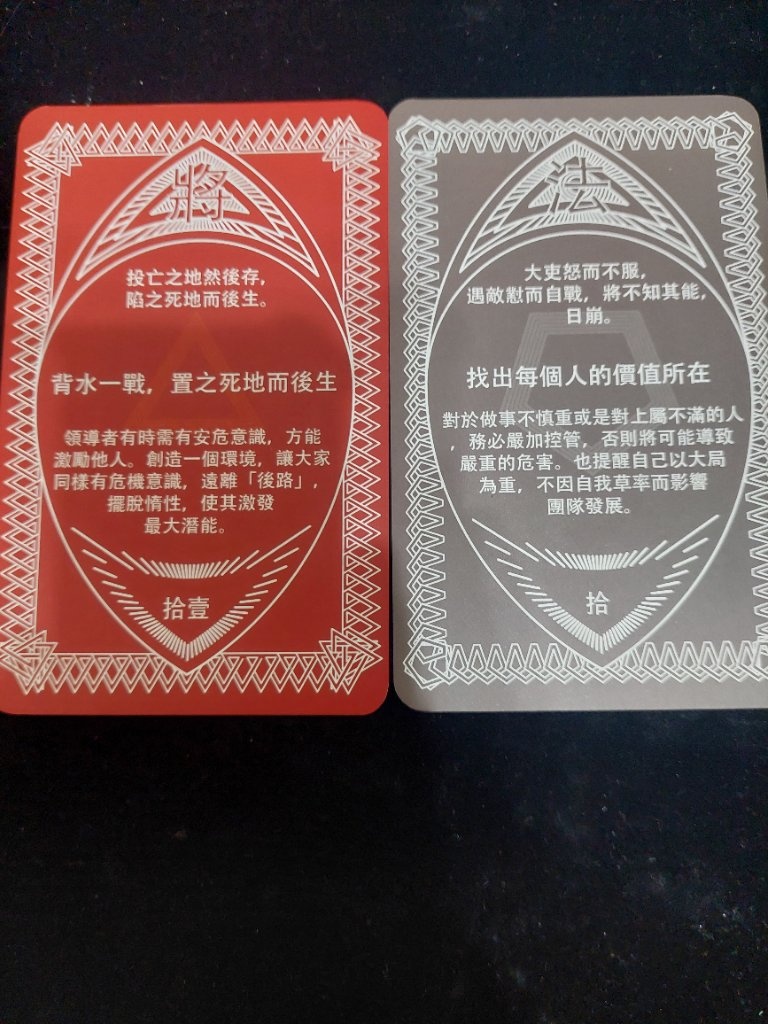 將
投亡之地然後存，
陷之死地而後生。
背水一戰，置之死地而後生
領導者有時需有安危意識，方能
激勵他人。創造一個環境，讓大家
同樣有危機意識，遠離「後路」，
擺脫惰性，使其激發
最大潛能。
拾壹
法
大吏怒而不服，
遇敵懟而自戰，將不知其能，
日崩。
找出每個人的價值所在
對於做事不慎重或是對上屬不滿的人
，務必嚴加控管，否則將可能導致
嚴重的危害。也提醒自己以大局
為重，不因自我草率而影響
團隊發展。
拾